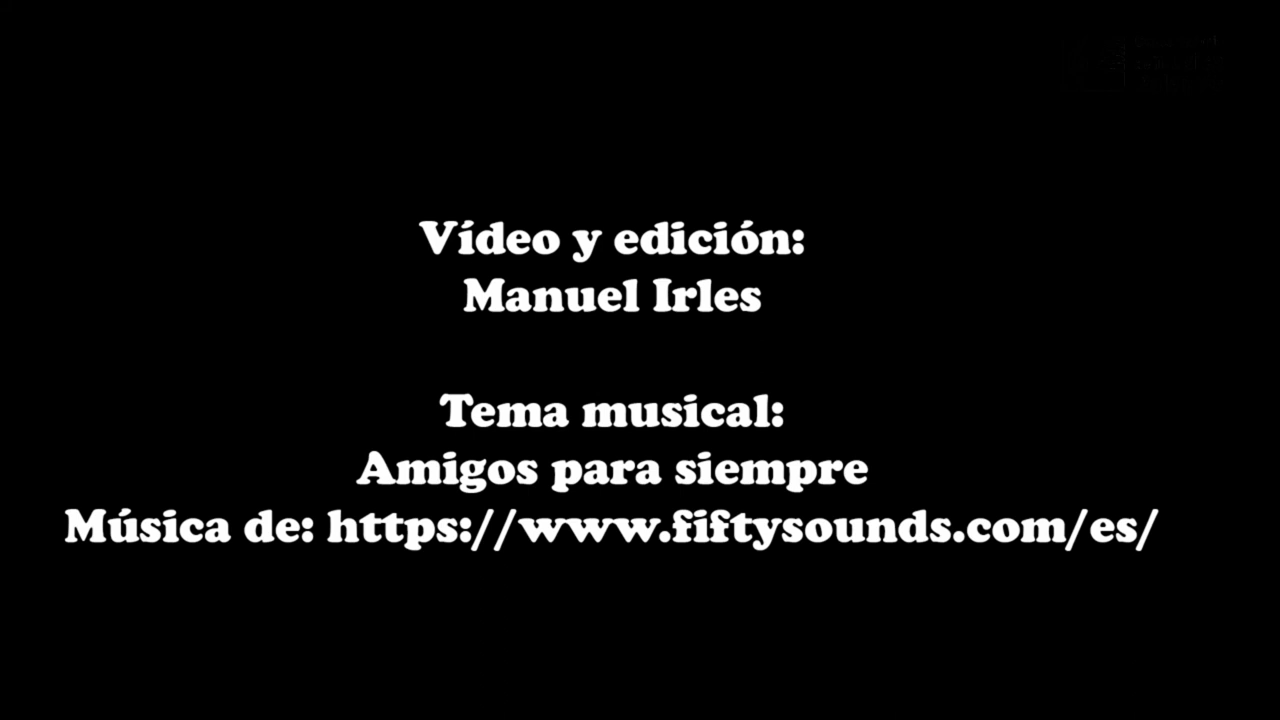 Vídeo y edición:
Manuel Irles
Tema musical:
Amigos para siempre
Música de: https://www.fiftysounds.com/es/